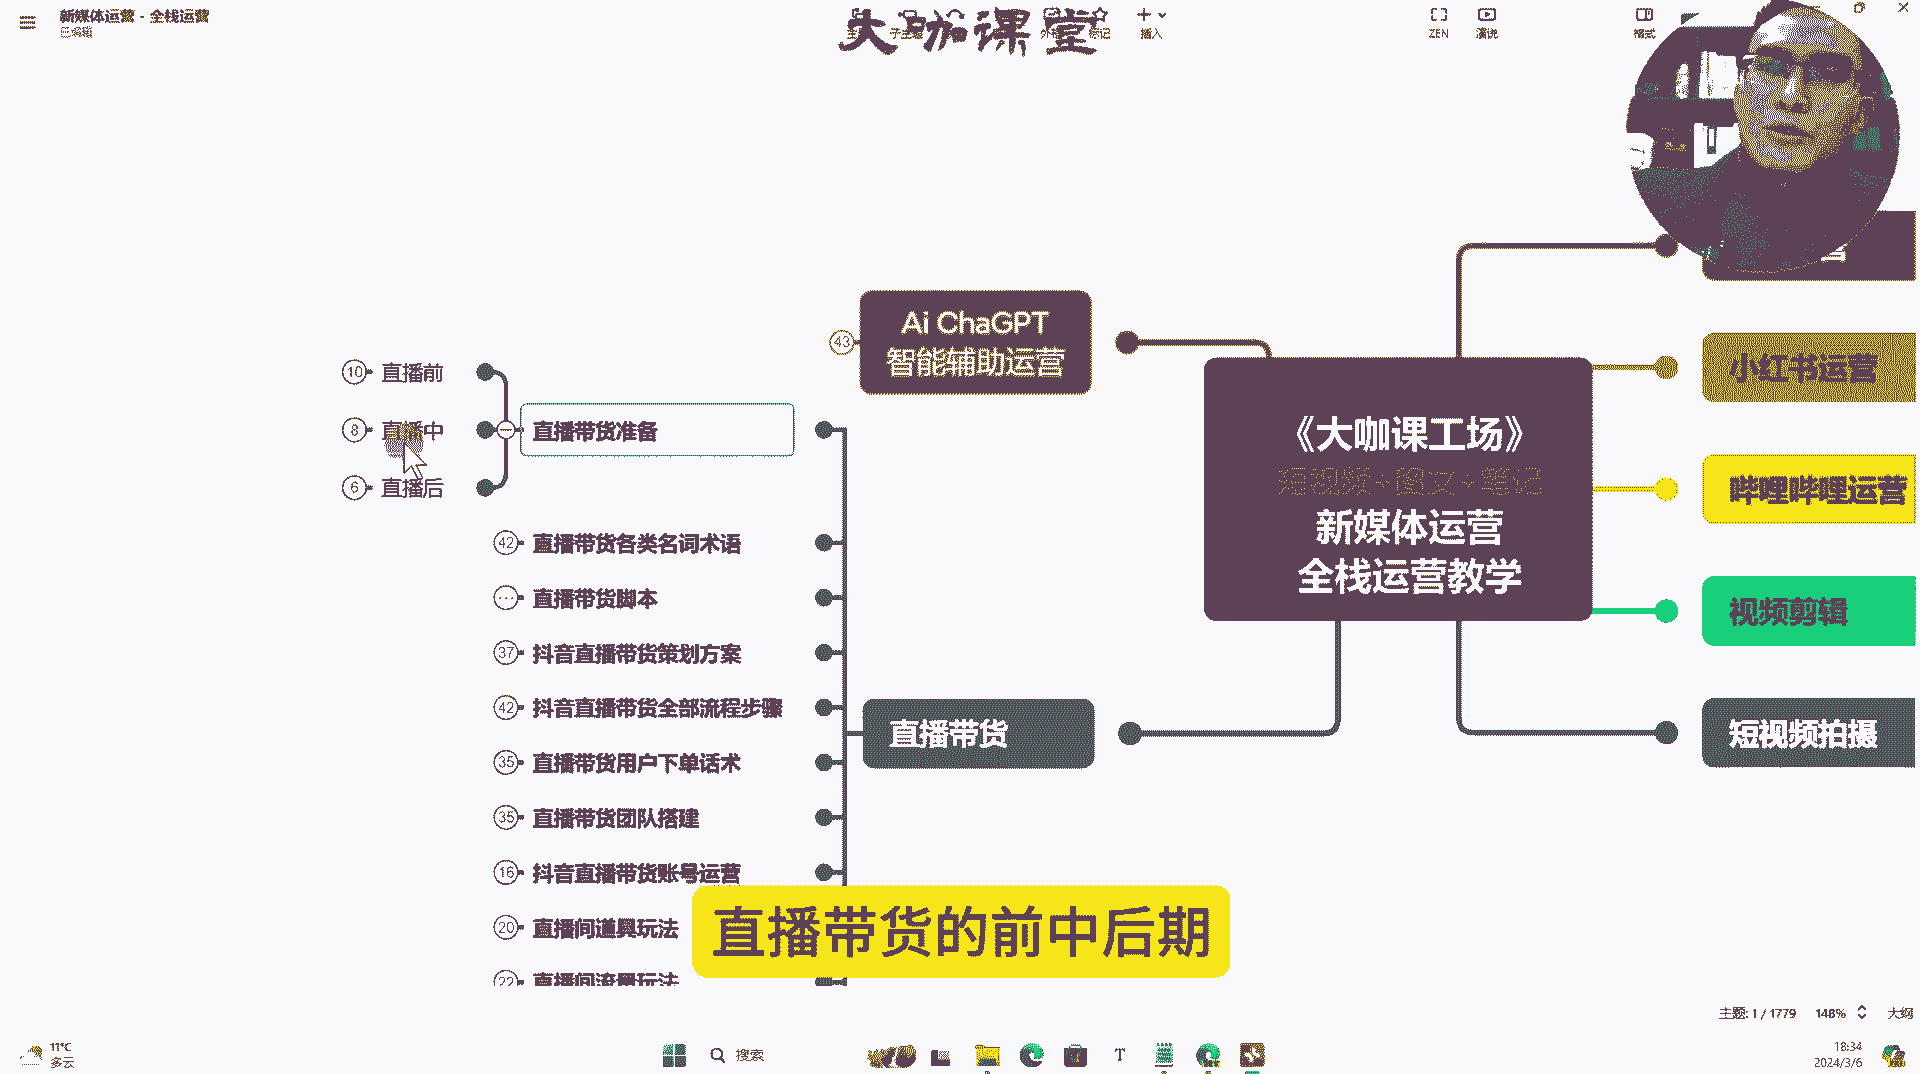 新媒体运营 - 全栈运营
已编辑
大咖课堂
插入
ZEN
演说
格式
43
Ai ChaGPT
智能辅助运营
10
直播前
8
直播中
6
直播后
直播带货准备
42
直播带货各类名词术语
直播带货脚本
37
抖音直播带货策划方案
42
抖音直播带货全部流程步骤
35
直播带货用户下单话术
35
直播带货团队搭建
16
抖音直播带货账号运营
20
直播间道具玩法
22
直播间流量玩法
直播带货
《大咖课工场》
短视频+图文+笔记
新媒体运营
全栈运营教学
小红书运营
哔哩哔哩运营
视频剪辑
短视频拍摄
直播带货的前中后期
主题: 1 / 1779
148%
大纲
11°C
多云
搜索
18:34
2024/3/6